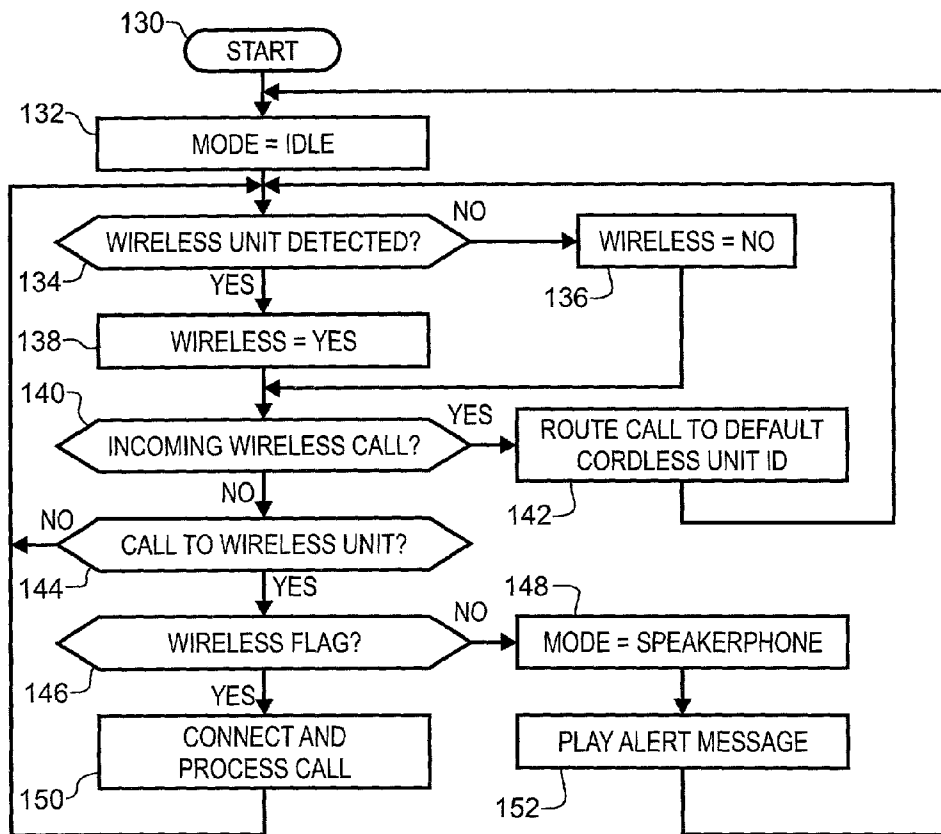 130
START
132
MODE = IDLE
WIRELESS UNIT DETECTED?
NO
134
YES
WIRELESS = NO
136
138
WIRELESS = YES
140
INCOMING WIRELESS CALL?
YES
NO
ROUTE CALL TO DEFAULT
CORDLESS UNIT ID
142
NO
CALL TO WIRELESS UNIT?
144
YES
WIRELESS FLAG?
NO
146
YES
148
MODE = SPEAKERPHONE
CONNECT AND
PROCESS CALL
150
PLAY ALERT MESSAGE
152